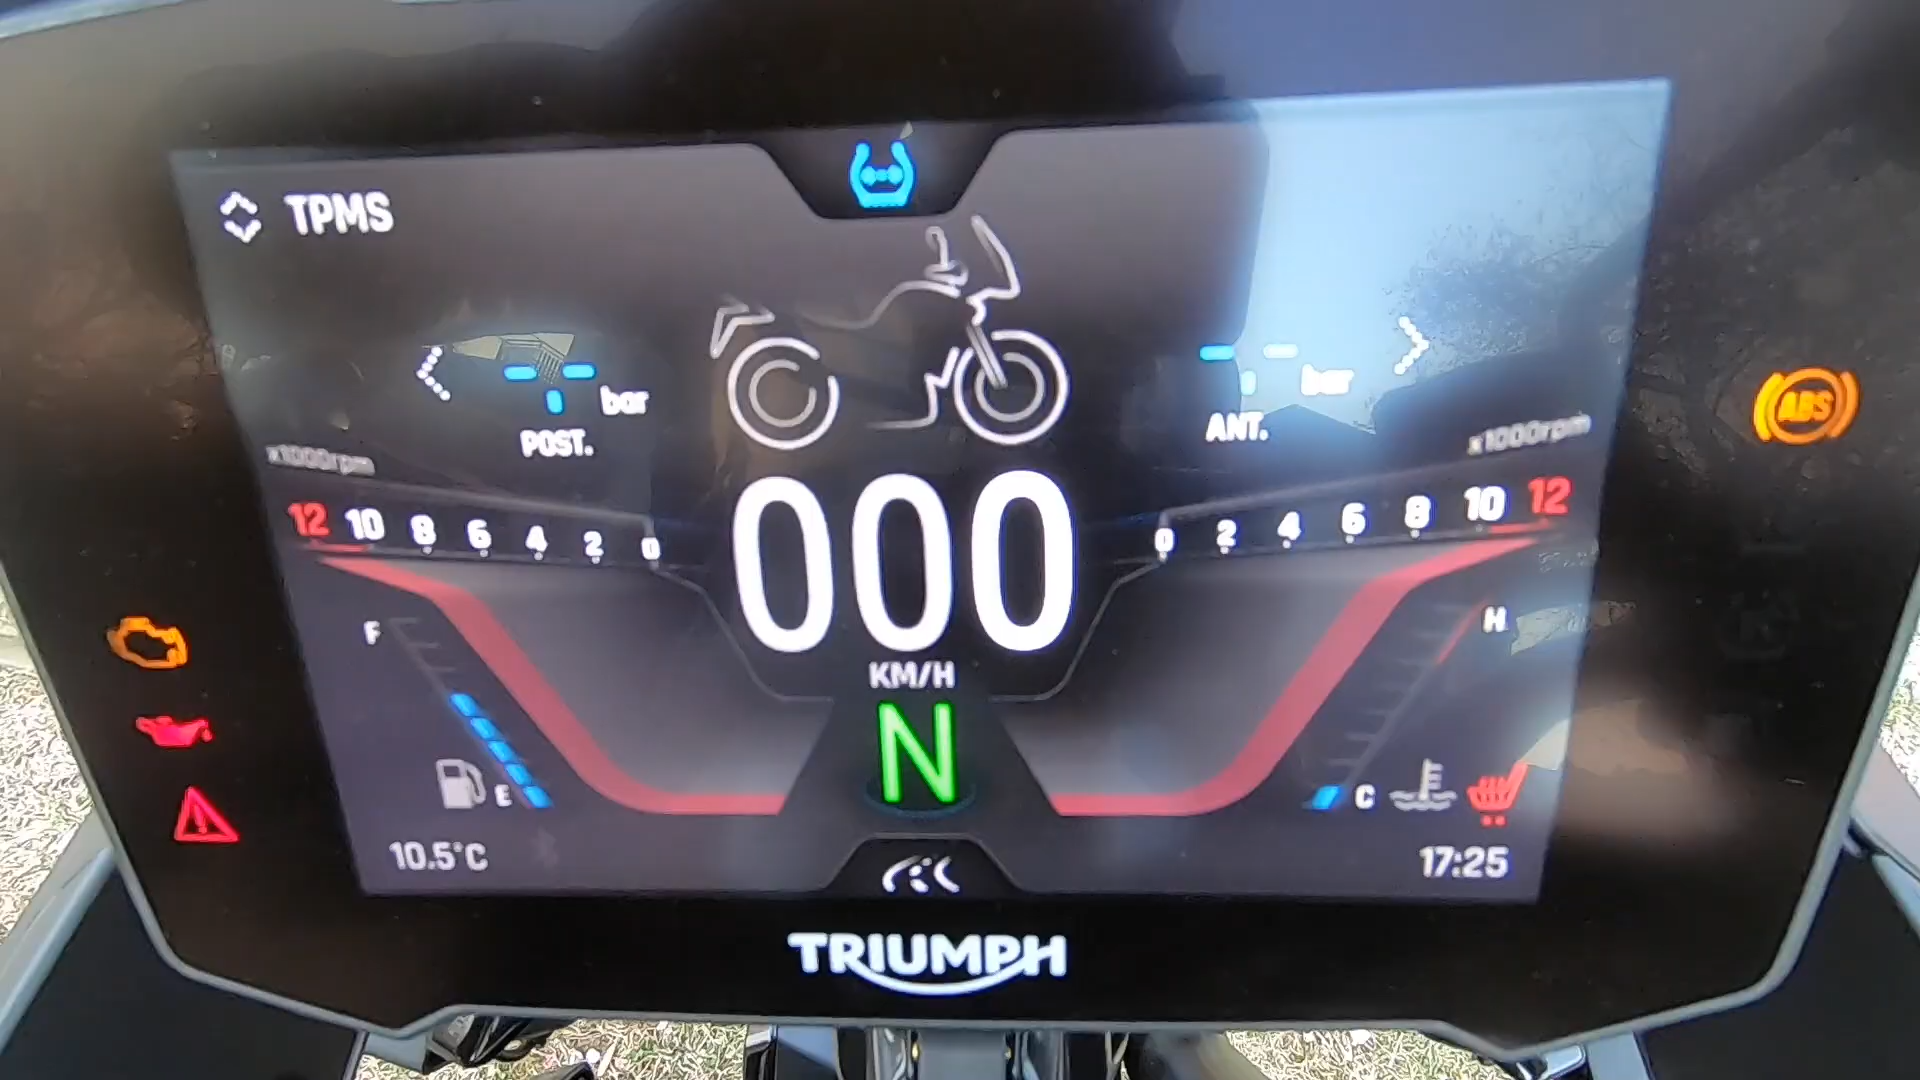 TPMS
-.- bar
POST.
-.- bar
ANT.
x1000rpm
x1000rpm
12 10 8 6 4 2 0
0 2 4 6 8 10 12
000
KM/H
N
F
E
H
C
ABS
10.5°C
17:25
TRIUMPH